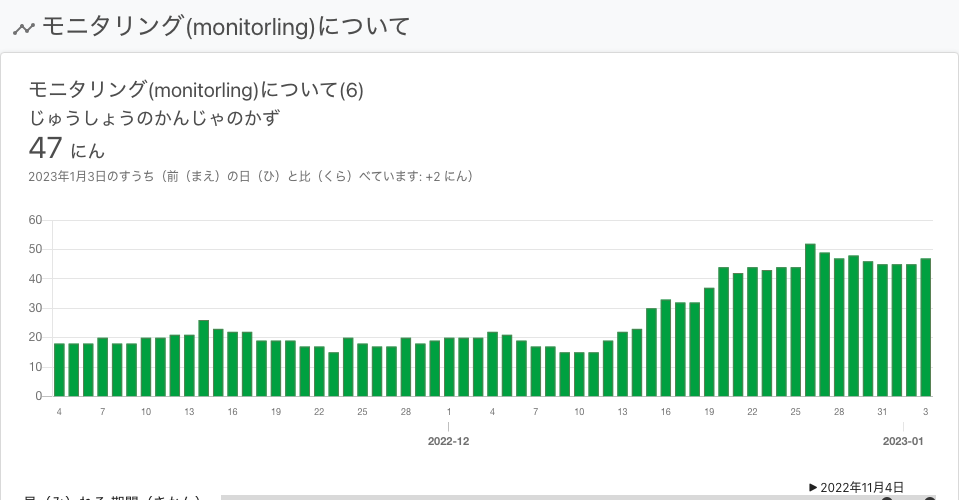 モニタリング(monitorling)について
モニタリング(monitorling)について(6)
じゅうしょうのかんじゃのかず
47 にん
2023年1月3日のすうち（前（まえ）の日（ひ）と比（くら）べています: +2 にん）
60
50
40
30
20
10
0
4 7 10 13 16 19 22 25 28 1 4 7 10 13 16 19 22 25 28 31 3
2022-12 2023-01
2022年11月4日